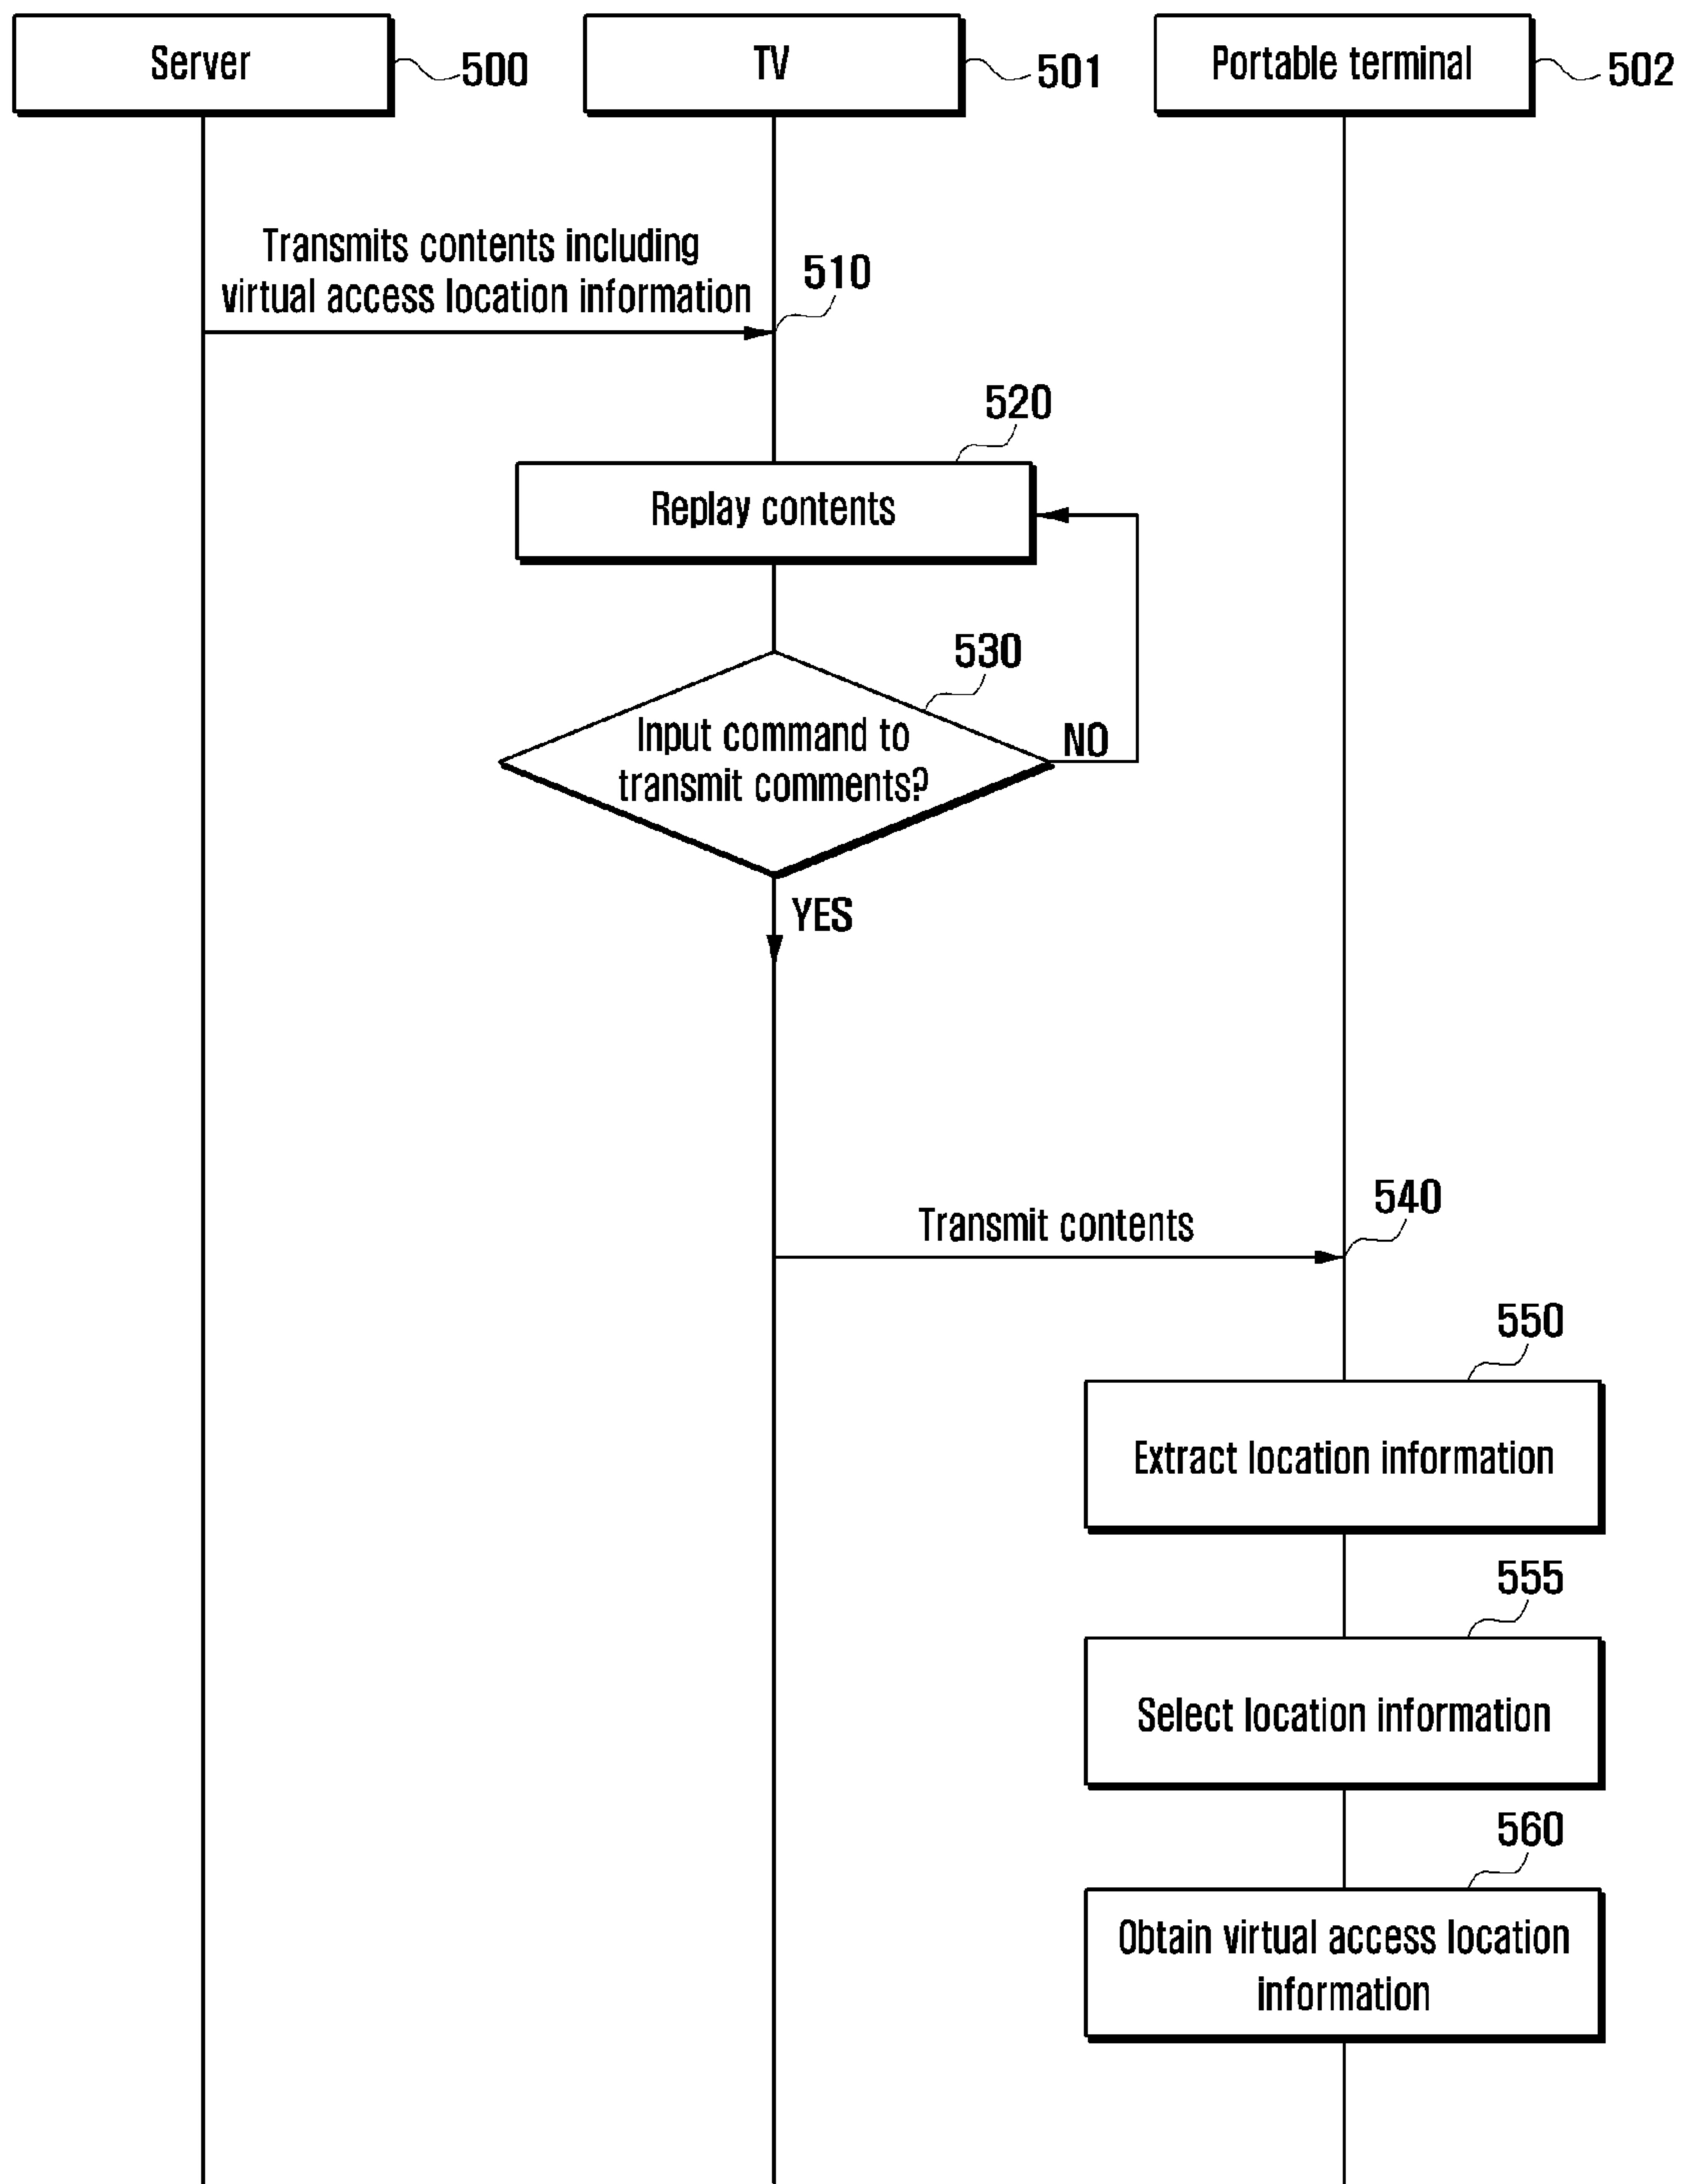 Server
500
TV
501
Portable terminal
502
Transmits contents including
virtual access location information
510
520
Replay contents
530
Input command to
transmit comments?
NO
YES
540
Transmit contents
550
Extract location information
555
Select location information
560
Obtain virtual access location
information